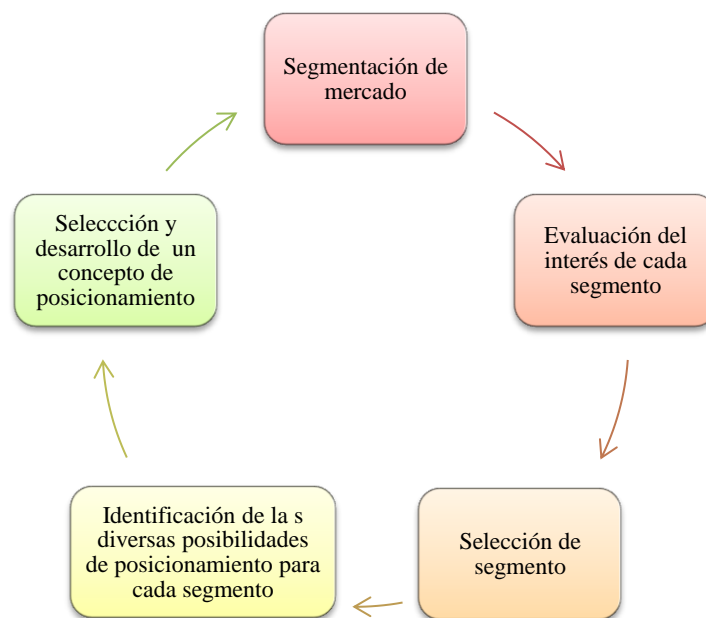 Segmentación de
mercado
Evaluación del
interés de cada
segmento
Selección de
segmento
Identificación de la s
diversas posibilidades
de posicionamiento para
cada segmento
Seleccción y
desarrollo de  un
concepto de
posicionamiento